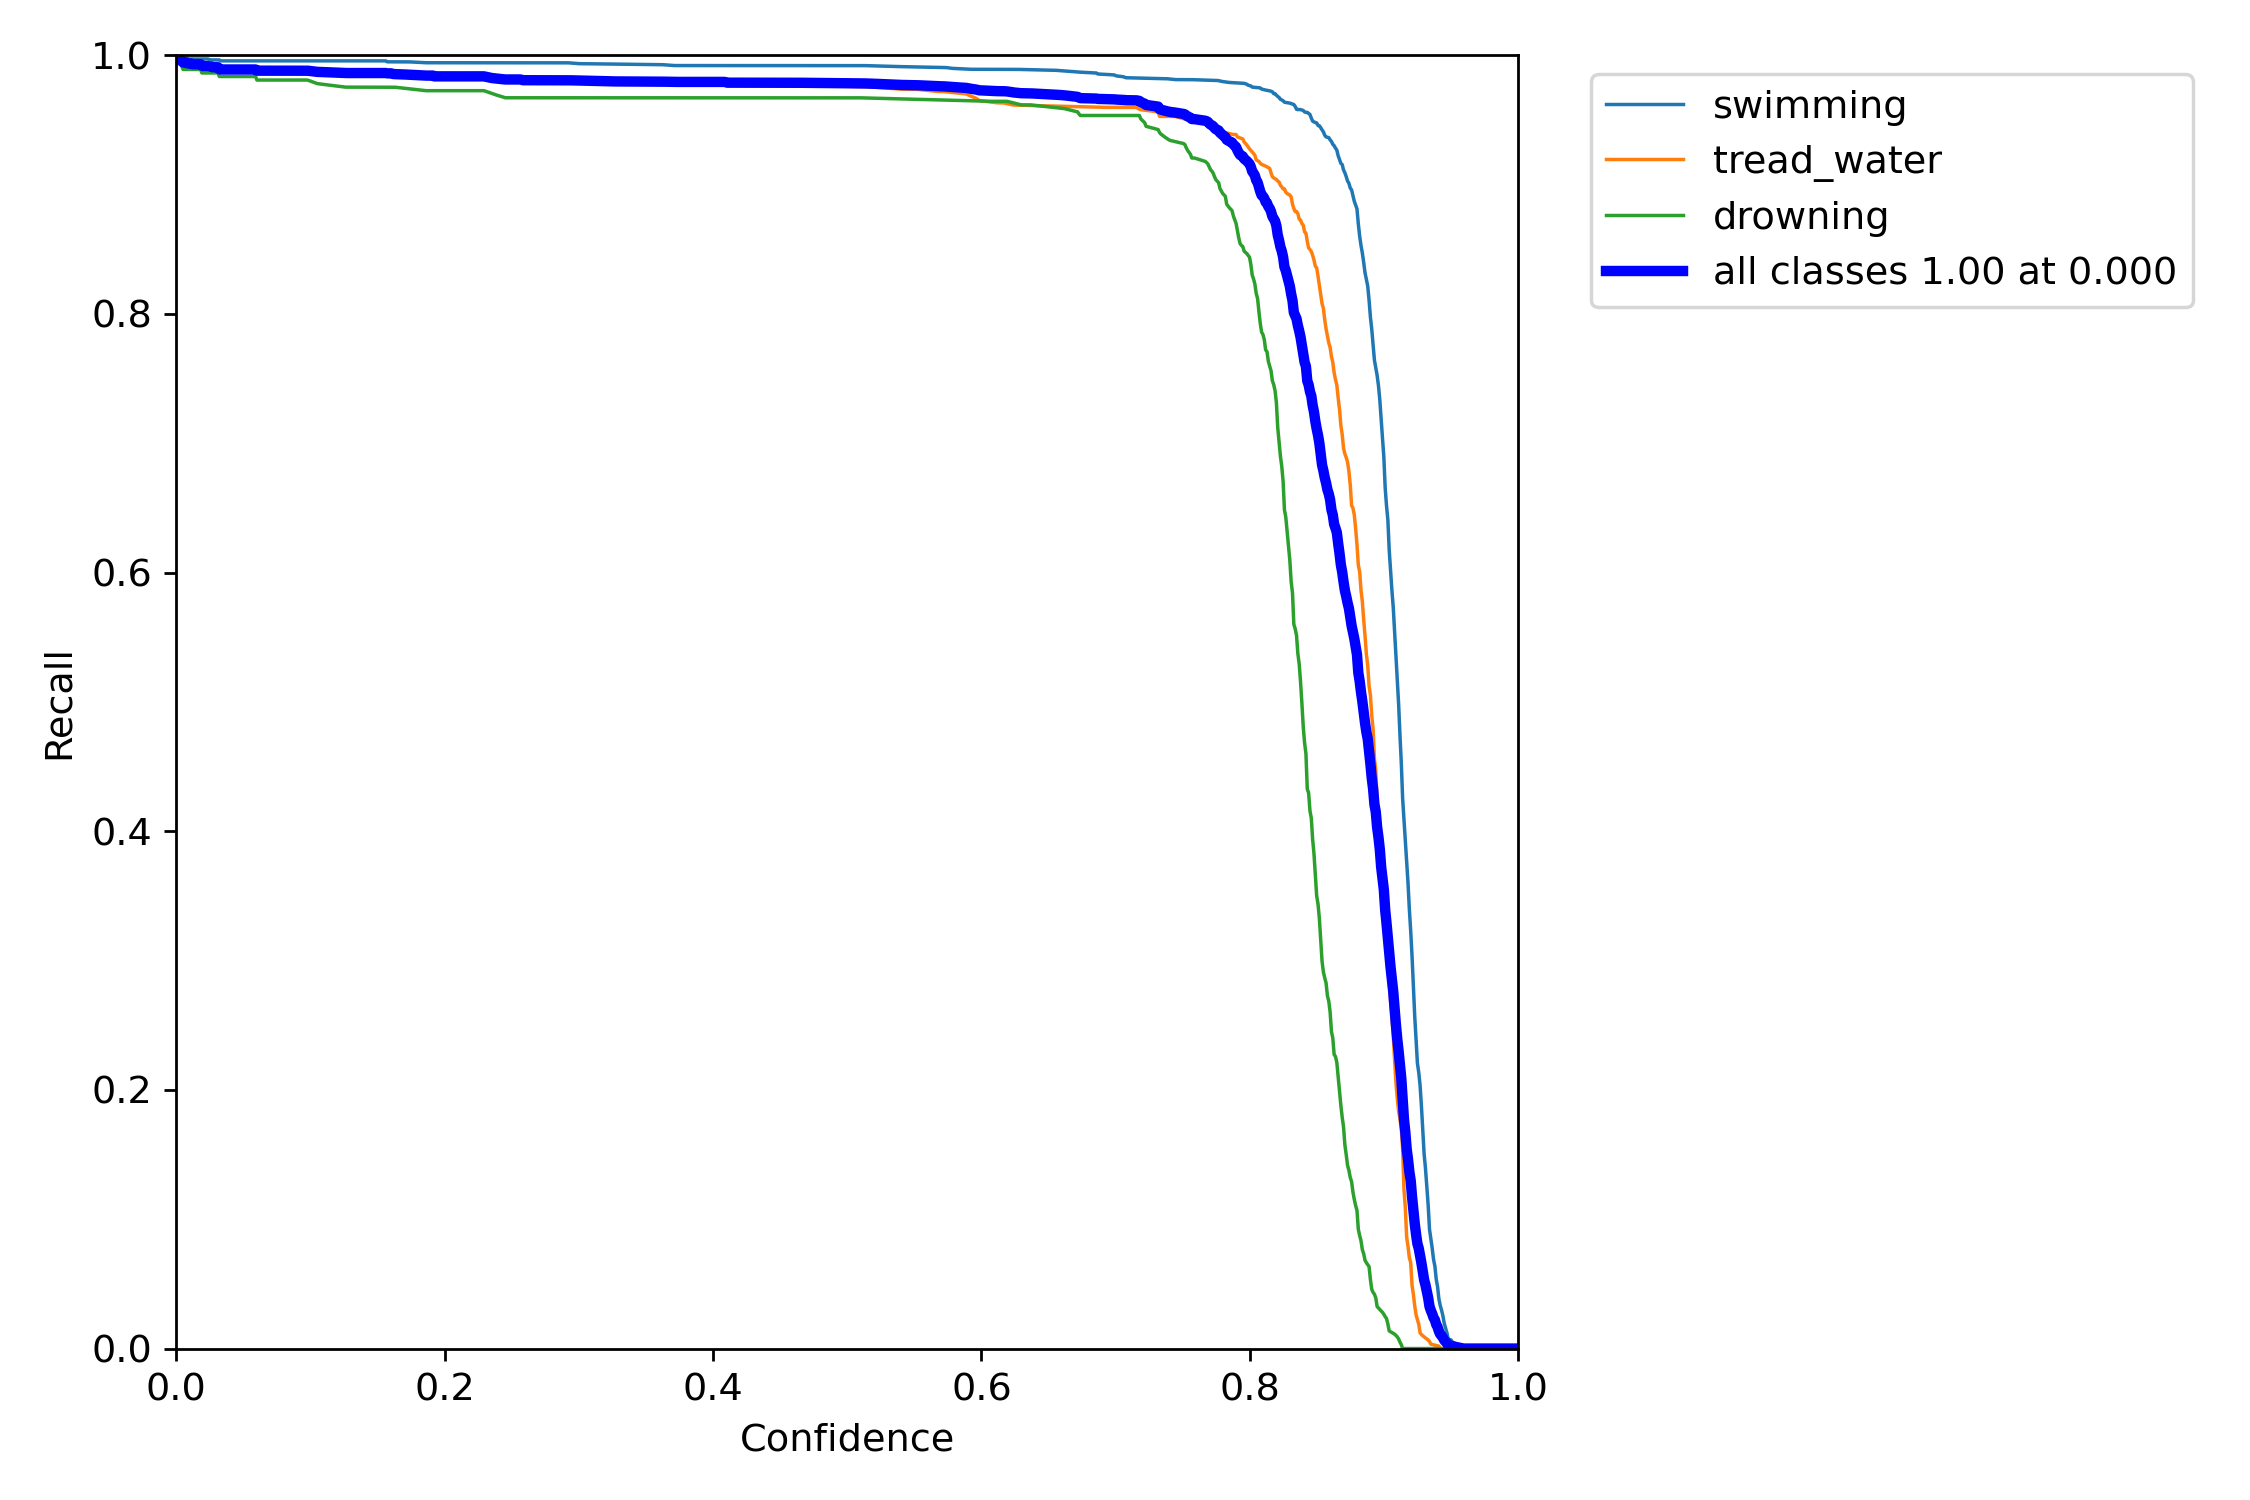 1.0
0.8
0.6
0.4
0.2
0.0
Recall
0.0 0.2 0.4 0.6 0.8 1.0
Confidence
swimming
tread_water
drowning
all classes 1.00 at 0.000